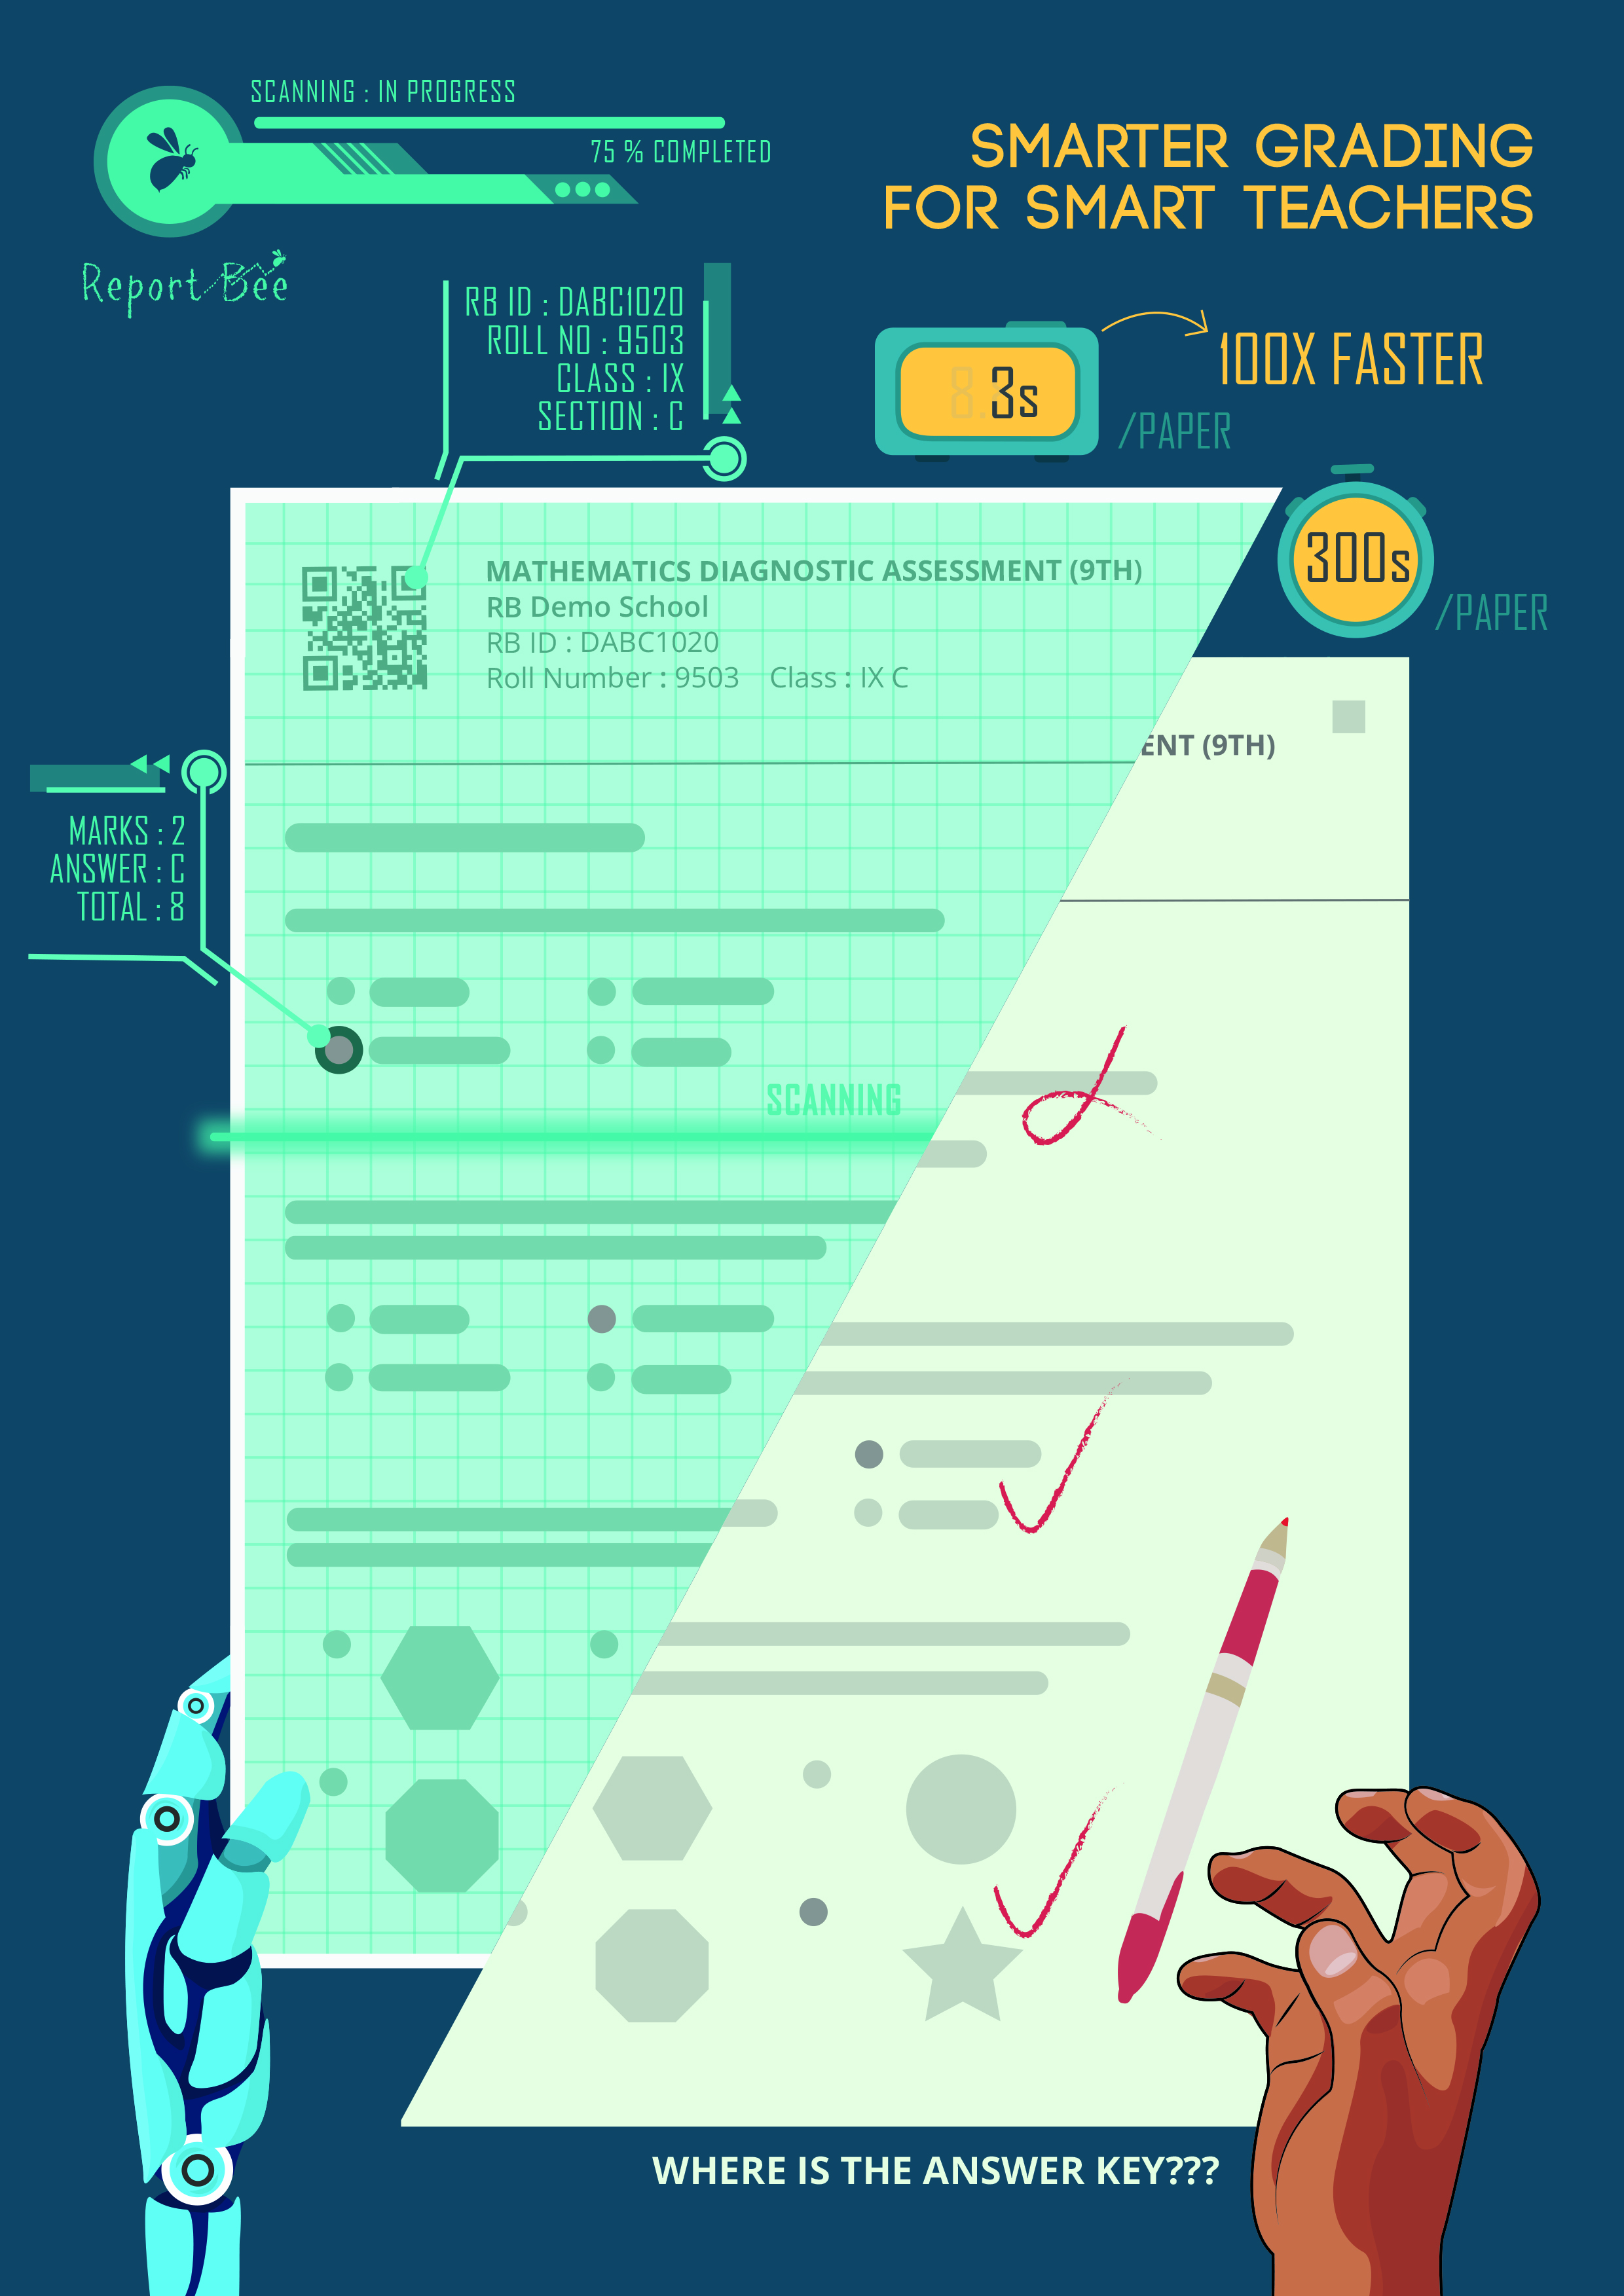 SCANNING : IN PROGRESS
75 % COMPLETED
Report Bee
SMARTER GRADING
FOR SMART TEACHERS
RB ID : DABC1020
ROLL NO : 9503
CLASS : IX
SECTION : C
3s
/PAPER
100X FASTER
300s
/PAPER
MATHEMATICS DIAGNOSTIC ASSESSMENT (9TH)
RB Demo School
RB ID : DABC1020
Roll Number : 9503 Class : IX C
ENT (9TH)
MARKS : 2
ANSWER : C
TOTAL : 8
SCANNING
WHERE IS THE ANSWER KEY???